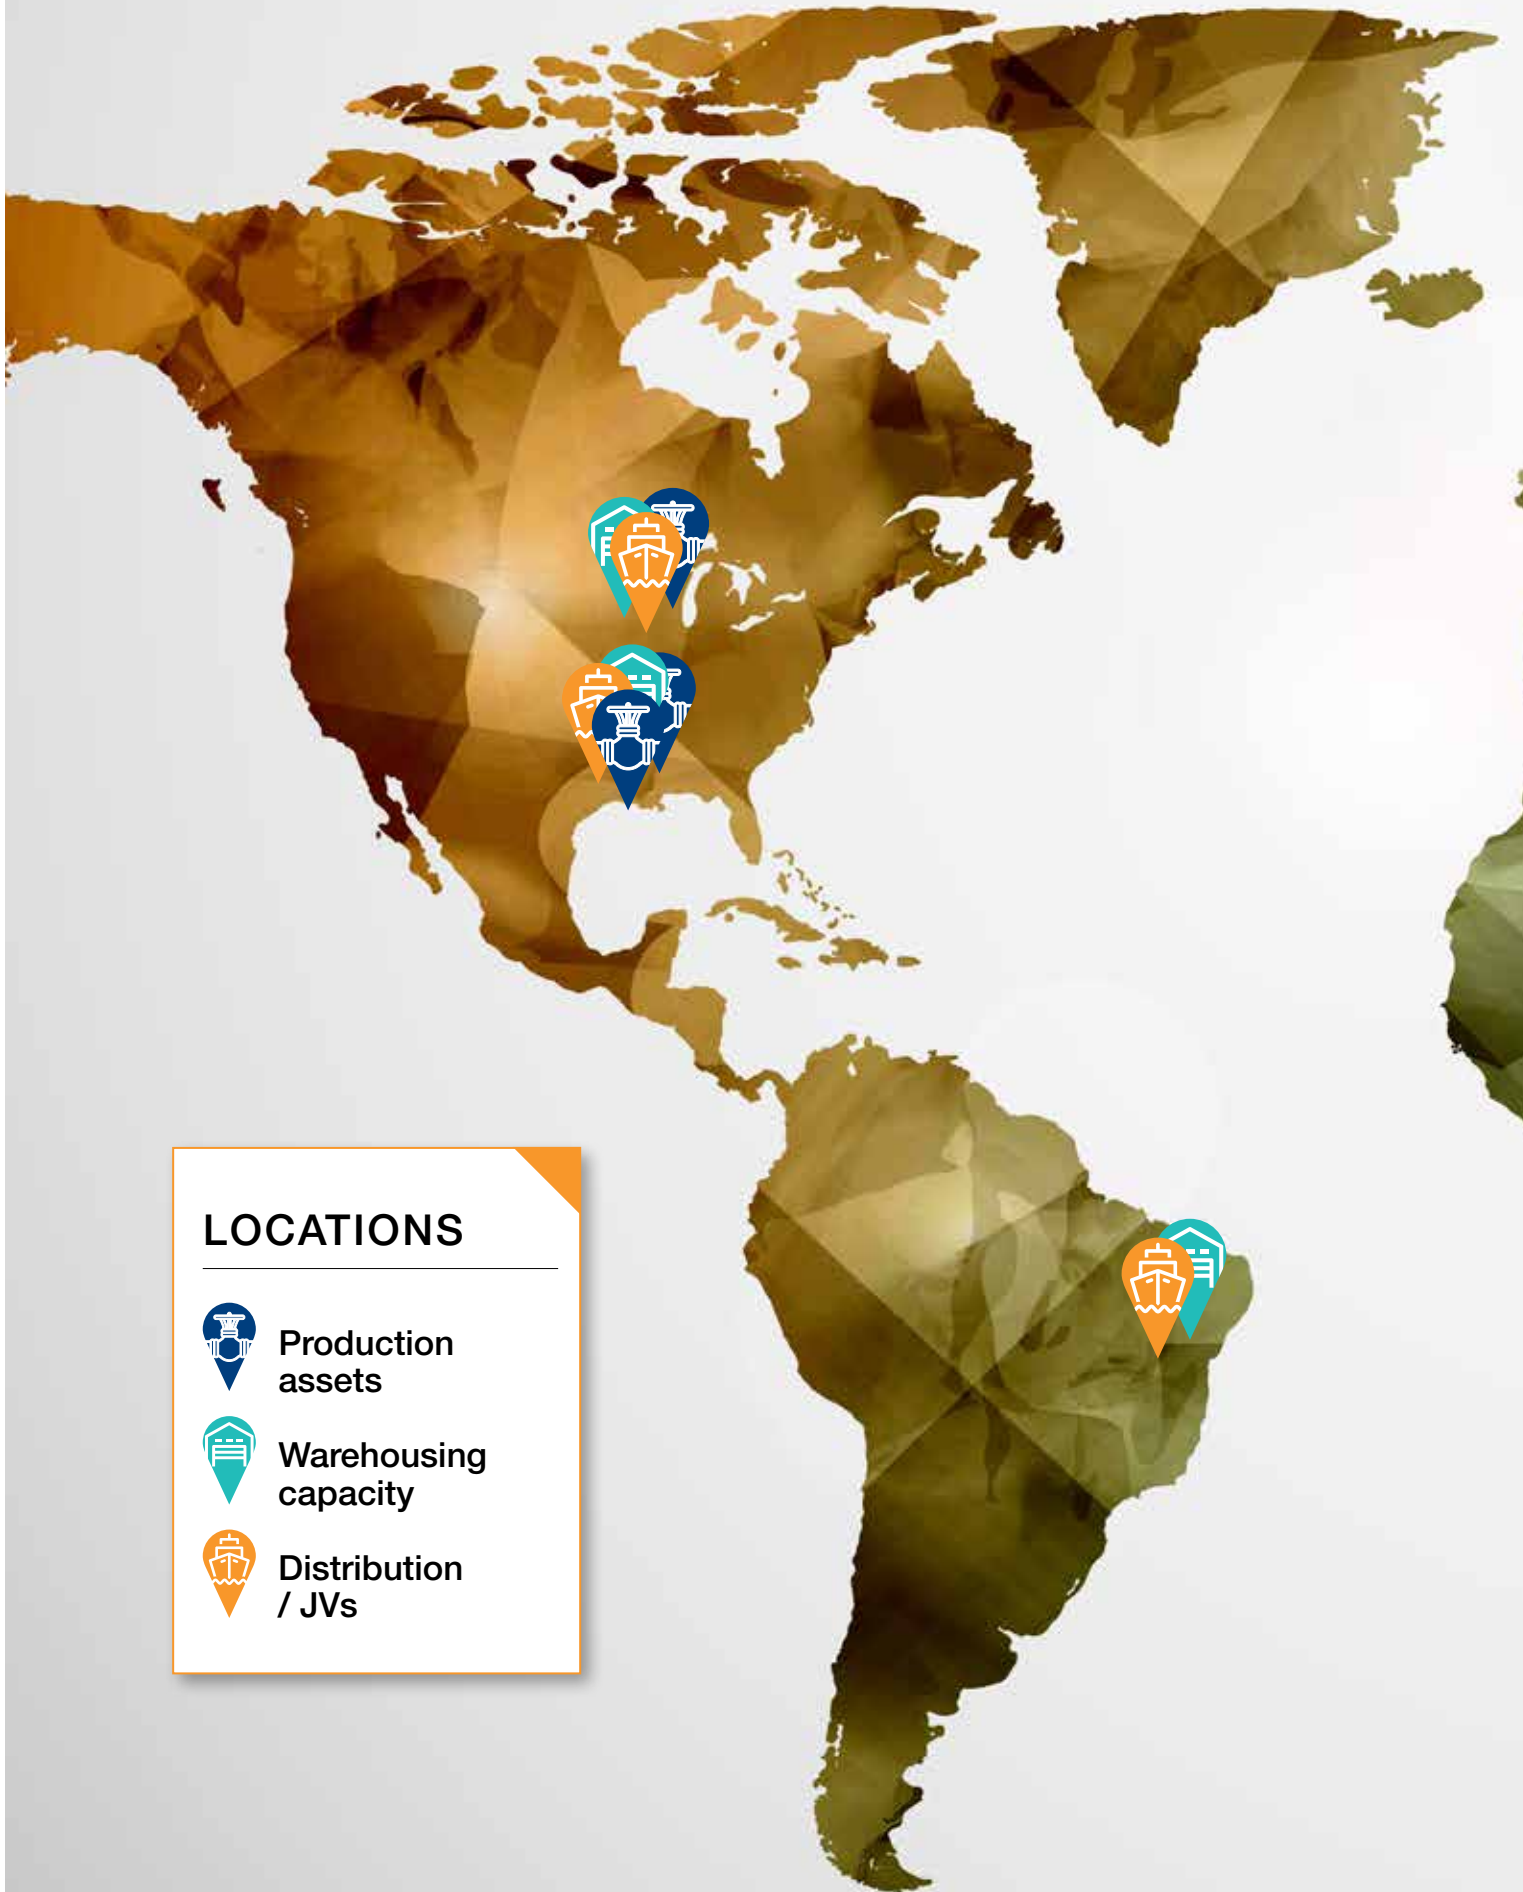 LOCATIONS
Production
assets
Warehousing
capacity
Distribution
/ JVs